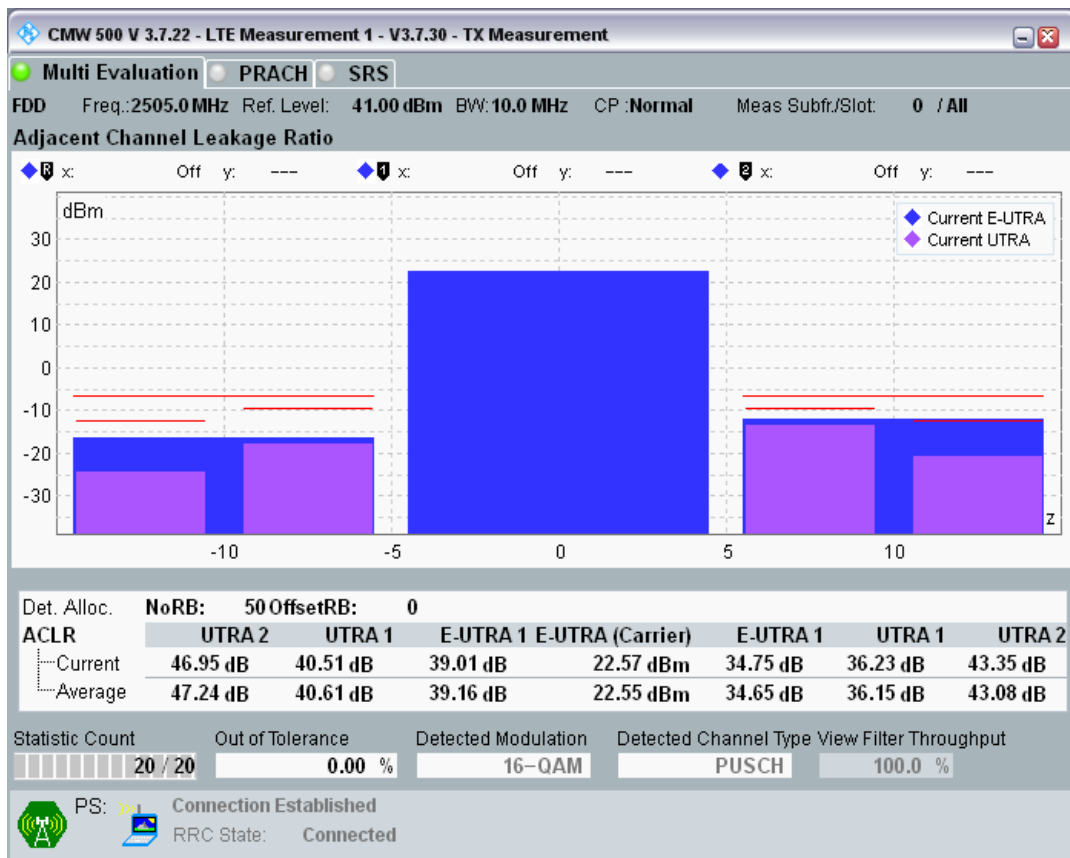 CMW 500 V 3.7.22 - LTE Measurement 1 - V3.7.30 - TX Measurement
Multi Evaluation PRACH SRS
FDD Freq.:2505.0 MHz Ref. Level: 41.00 dBm BW:10.0 MHz CP :Normal Meas Subfr./Slot: 0 / All
Adjacent Channel Leakage Ratio
R x: Off y: --- 1 x: Off y: --- 2 x: Off y: ---
dBm
Current E-UTRA
Current UTRA
30
20
10
0
-10
-20
-30
z
-10 -5 0 5 10
Det. Alloc. NoRB: 50 OffsetRB: 0
ACLR UTRA 2 UTRA 1 E-UTRA 1 E-UTRA (Carrier) E-UTRA 1 UTRA 1 UTRA 2
Current 46.95 dB 40.51 dB 39.01 dB 22.57 dBm 34.75 dB 36.23 dB 43.35 dB
Average 47.24 dB 40.61 dB 39.16 dB 22.55 dBm 34.65 dB 36.15 dB 43.08 dB
Statistic Count Out of Tolerance Detected Modulation Detected Channel Type View Filter Throughput
20 / 20 0.00 % 16-QAM PUSCH 100.0 %
PS: Connection Established
RRC State: Connected